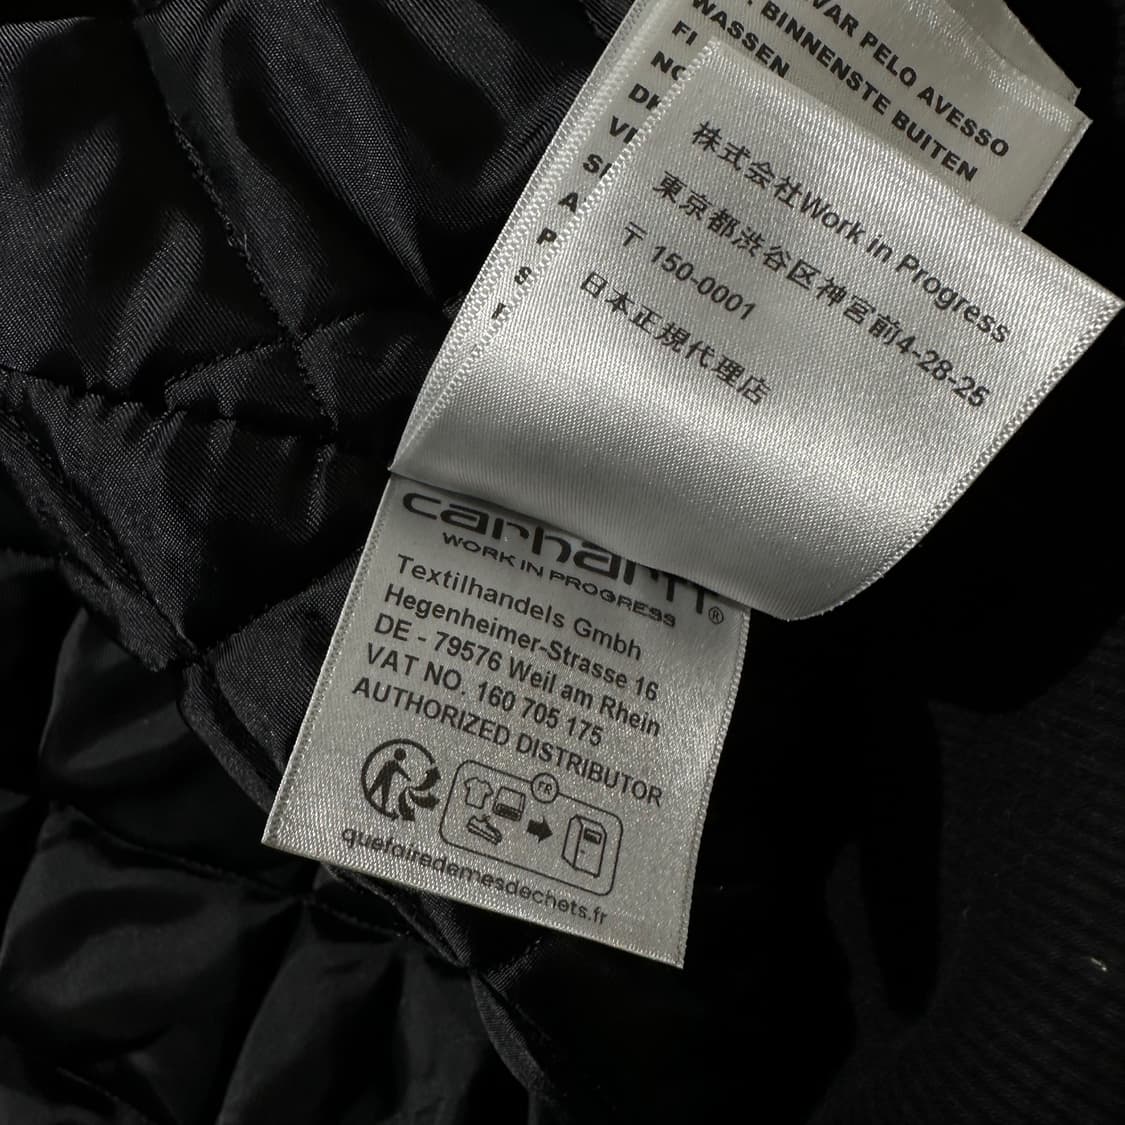 VAR PELO AVESSO
. BINNENSTE BUITEN
WASSEN
株式会社Work in Progress
東京都渋谷区神宮前4-28-25
〒 150-0001
日本正規代理店
carhartt
WORK IN PROGRESS®
Textilhandels Gmbh
Hegenheimer-Strasse 16
DE - 79576 Weil am Rhein
VAT NO. 160 705 175
AUTHORIZED DISTRIBUTOR
FR
quefairedemesdechets.fr